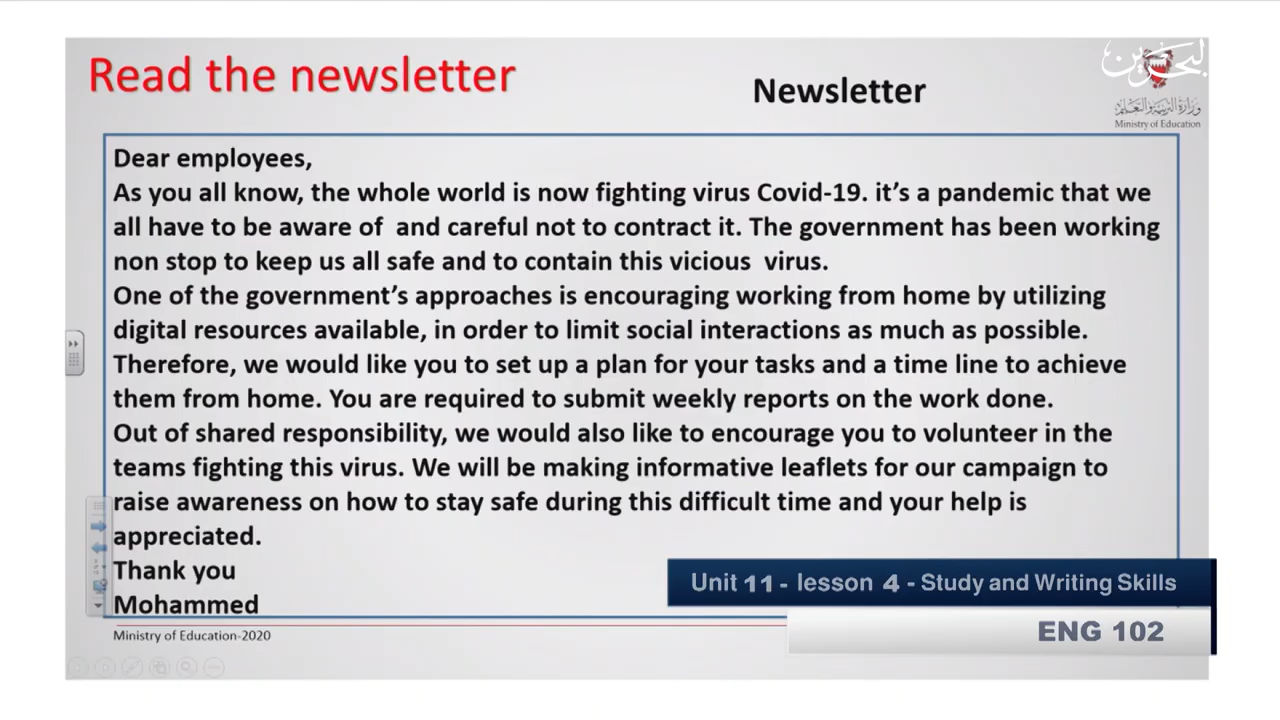 Read the newsletter
Newsletter
البحرين
وزارة التربية والتعليم
Ministry of Education
Dear employees,
As you all know, the whole world is now fighting virus Covid-19. it’s a pandemic that we
all have to be aware of  and careful not to contract it. The government has been working
non stop to keep us all safe and to contain this vicious  virus.
One of the government’s approaches is encouraging working from home by utilizing
digital resources available, in order to limit social interactions as much as possible.
Therefore, we would like you to set up a plan for your tasks and a time line to achieve
them from home. You are required to submit weekly reports on the work done.
Out of shared responsibility, we would also like to encourage you to volunteer in the
teams fighting this virus. We will be making informative leaflets for our campaign to
raise awareness on how to stay safe during this difficult time and your help is
appreciated.
Thank you
Mohammed
Unit 11 - lesson 4 - Study and Writing Skills
ENG 102
Ministry of Education-2020